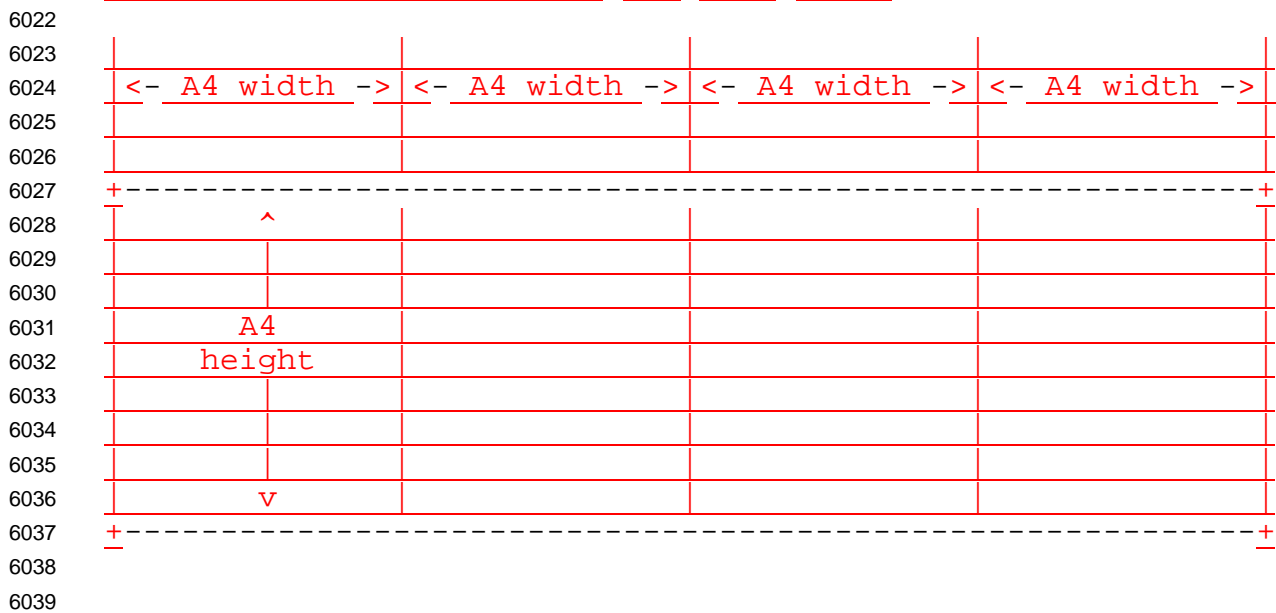 6022
6023 | | | | |
6024 |<- A4 width ->|<- A4 width ->|<- A4 width ->|<- A4 width ->|
6025 | | | | |
6026 | | | | |
6027 +-----------------------------------------------------------+
6028 | ^ | | | |
6029 | | | | | |
6030 | | | | | |
6031 | A4 | | | |
6032 | height | | | |
6033 | | | | | |
6034 | | | | | |
6035 | | | | | |
6036 | v | | | |
6037 +-----------------------------------------------------------+
6038
6039